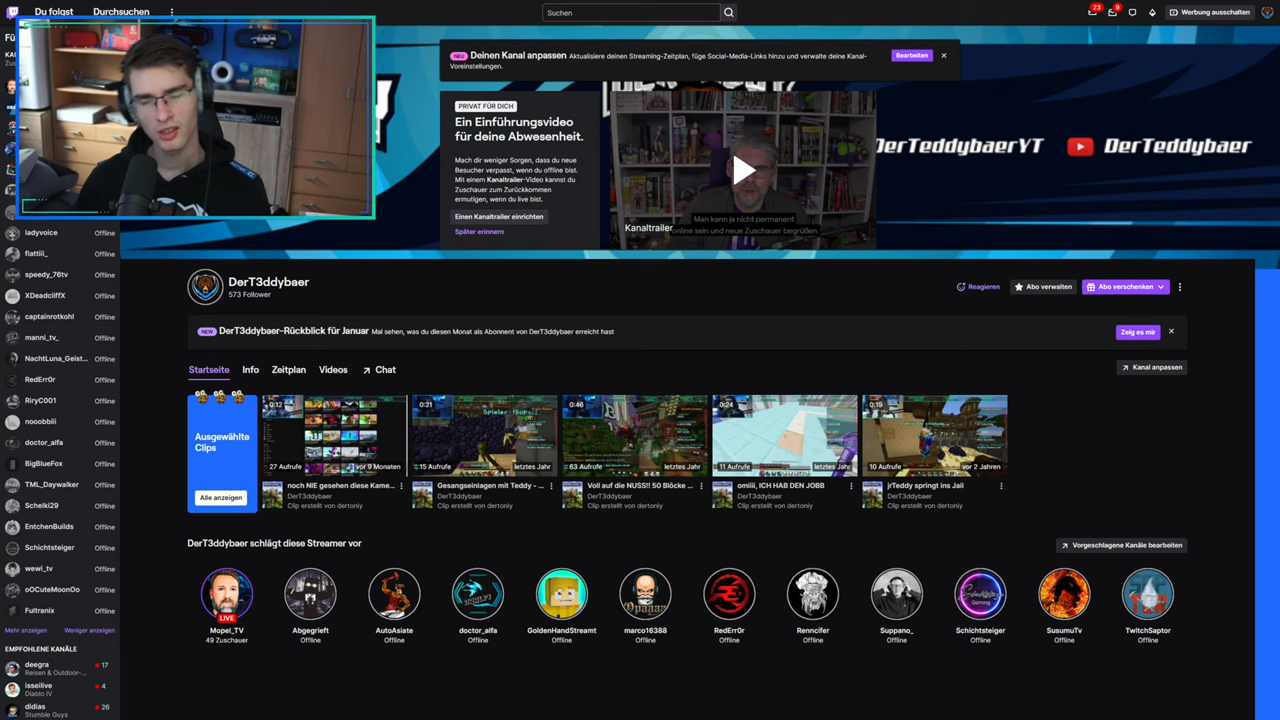 Du folgst
Durchsuchen
Suchen
23
9
Werbung ausschalten
NEU Deinen Kanal anpassen Aktualisiere deinen Streaming-Zeitplan, füge Social-Media-Links hinzu und verwalte deine Kanal-
Voreinstellungen.
Bearbeiten
PRIVAT FÜR DICH
Ein Einführungsvideo
für deine Abwesenheit.
Mach dir weniger Sorgen, dass du neue
Besucher verpasst, wenn du offline bist.
Mit einem Kanaltrailer-Video kannst du
Zuschauer zum Zurückkommen
ermutigen, wenn du live bist.
Einen Kanaltrailer einrichten
Später erinnern
Man kann ja nicht permanent
online sein und neue Zuschauer begrüßen.
Kanaltrailer
DerTeddybaerYT
DerTeddybaer
ladyvoice Offline
flattiii_ Offline
speedy_76tv Offline
XDeadcliffX Offline
captainrotkohl Offline
manni_tv_ Offline
NachtLuna_Geist... Offline
RedErr0r Offline
RiryC001 Offline
nooobbiii Offline
doctor_alfa Offline
BigBlueFox Offline
TML_Daywalker Offline
Schelki29 Offline
EntchenBuilds Offline
Schichtsteiger Offline
wewi_tv Offline
oOCuteMoonOo Offline
Fultranix Offline
Mehr anzeigen Weniger anzeigen
EMPFOHLENE KANÄLE
deegra 17
Reisen & Outdoor-...
isseilive 4
Diablo IV
didias 26
Stumble Guys
DerT3ddybaer
573 Follower
Reagieren
Abo verwalten
Abo verschenken
NEW DerT3ddybaer-Rückblick für Januar Mal sehen, was du diesen Monat als Abonnent von DerT3ddybaer erreicht hast
Zeig es mir
Startseite Info Zeitplan Videos Chat
Kanal anpassen
Ausgewählte
Clips
Alle anzeigen
0:12
27 Aufrufe vor 9 Monaten
noch NIE gesehen diese Kame...
DerT3ddybaer
Clip erstellt von dertoniy
0:21
15 Aufrufe letztes Jahr
Gesangseinlagen mit Teddy - ...
DerT3ddybaer
Clip erstellt von dertoniy
0:46
63 Aufrufe letztes Jahr
Voll auf die NUSS!! 50 Blöcke ...
DerT3ddybaer
Clip erstellt von dertoniy
0:24
11 Aufrufe letztes Jahr
omiiii, ICH HAB DEN JOBB
DerT3ddybaer
Clip erstellt von dertoniy
0:19
10 Aufrufe vor 2 Jahren
jrTeddy springt ins Jail
DerT3ddybaer
Clip erstellt von dertoniy
DerT3ddybaer schlägt diese Streamer vor
Vorgeschlagene Kanäle bearbeiten
LIVE
Mopel_TV Abgegrieft AutoAsiate doctor_alfa GoldenHandStreamt marco16388 RedErr0r Renncifer Suppano_ Schichtsteiger SusumuTv TwitchSaptor
49 Zuschauer Offline Offline Offline Offline Offline Offline Offline Offline Offline Offline Offline